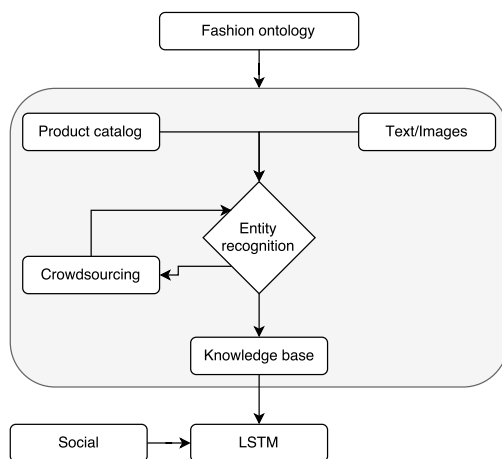 Fashion ontology
Product catalog
Text/Images
Entity
recognition
Crowdsourcing
Knowledge base
Social
LSTM